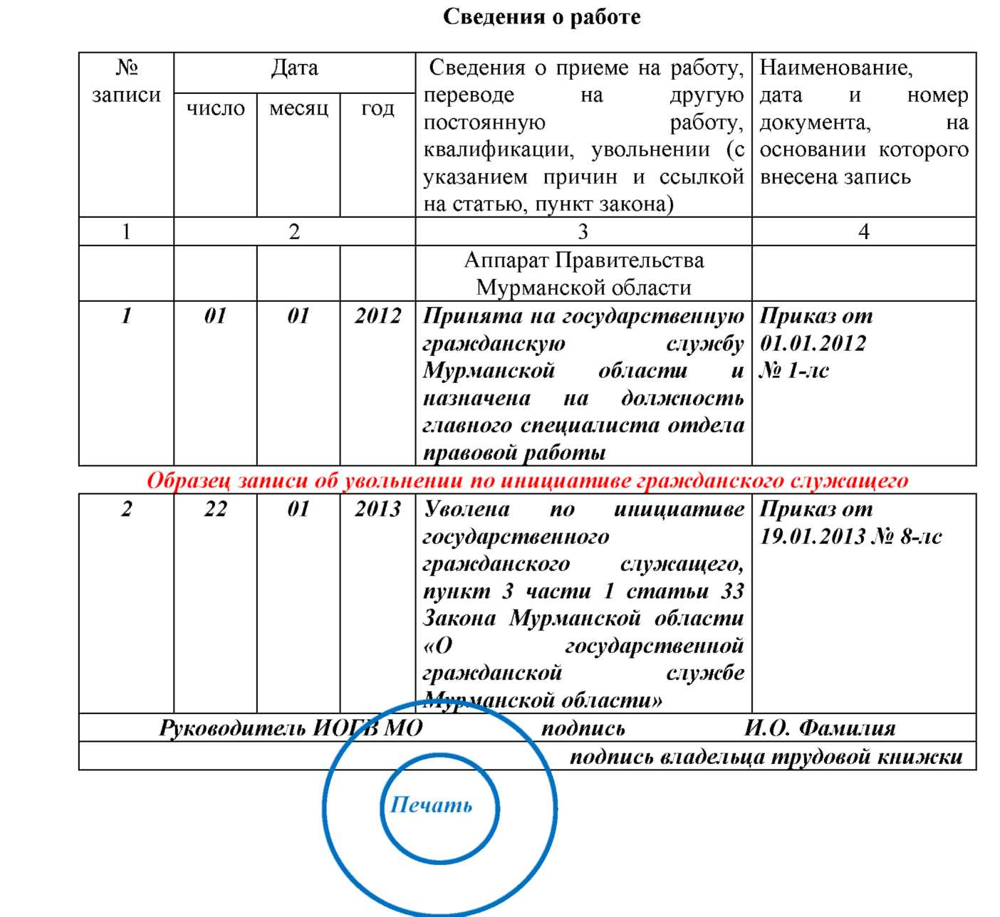 Сведения о работе
№ записи
Дата
число
месяц
год
Сведения о приеме на работу,
переводе на другую
постоянную работу,
квалификации, увольнении (с
указанием причин и ссылкой
на статью, пункт закона)
Наименование,
дата и номер
документа, на
основании которого
внесена запись
1
2
3
4
Аппарат Правительства
Мурманской области
1
01
01
2012
Принята на государственную
гражданскую службу
Мурманской области и
назначена на должность
главного специалиста отдела
правовой работы
Приказ от
01.01.2012
№ 1-лс
Образец записи об увольнении по инициативе гражданского служащего
2
22
01
2013
Уволена по инициативе
государственного
гражданского служащего,
пункт 3 части 1 статьи 33
Закона Мурманской области
«О государственной
гражданской службе
Мурманской области»
Приказ от
19.01.2013 № 8-лс
Руководитель ИОГВ МО подпись И.О. Фамилия
подпись владельца трудовой книжки
Печать